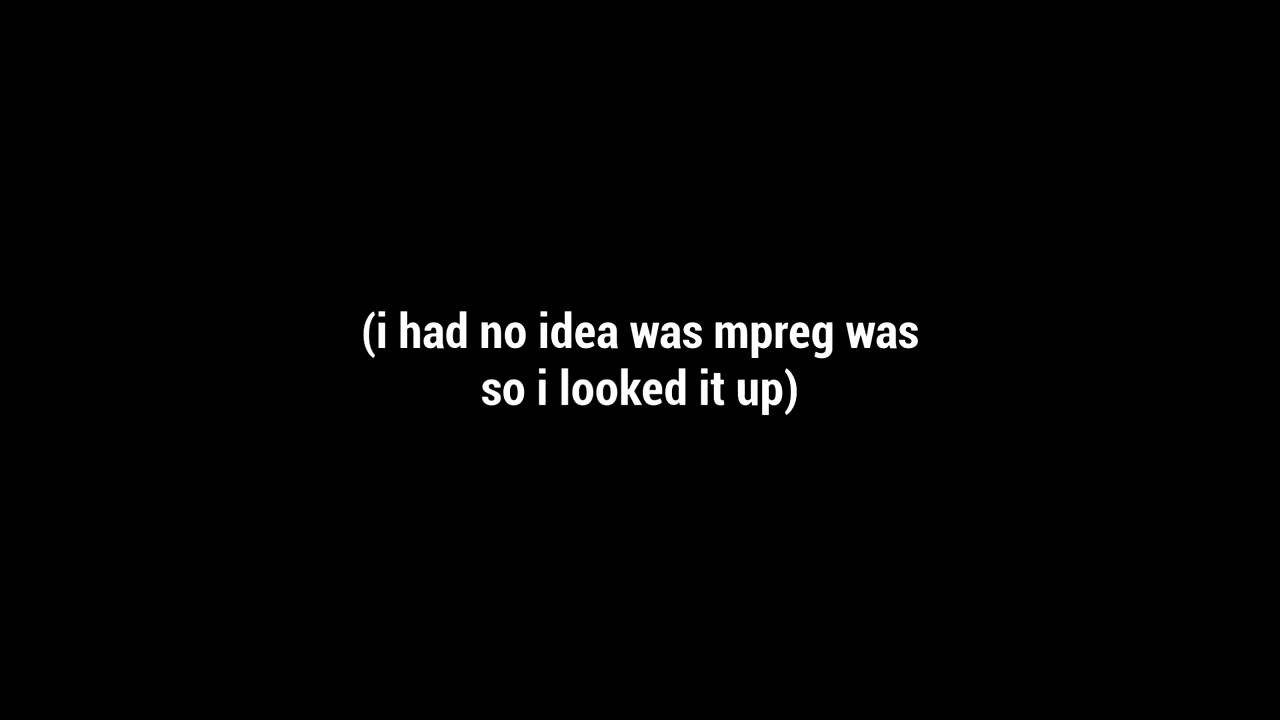 (i had no idea was mpreg was
so i looked it up)